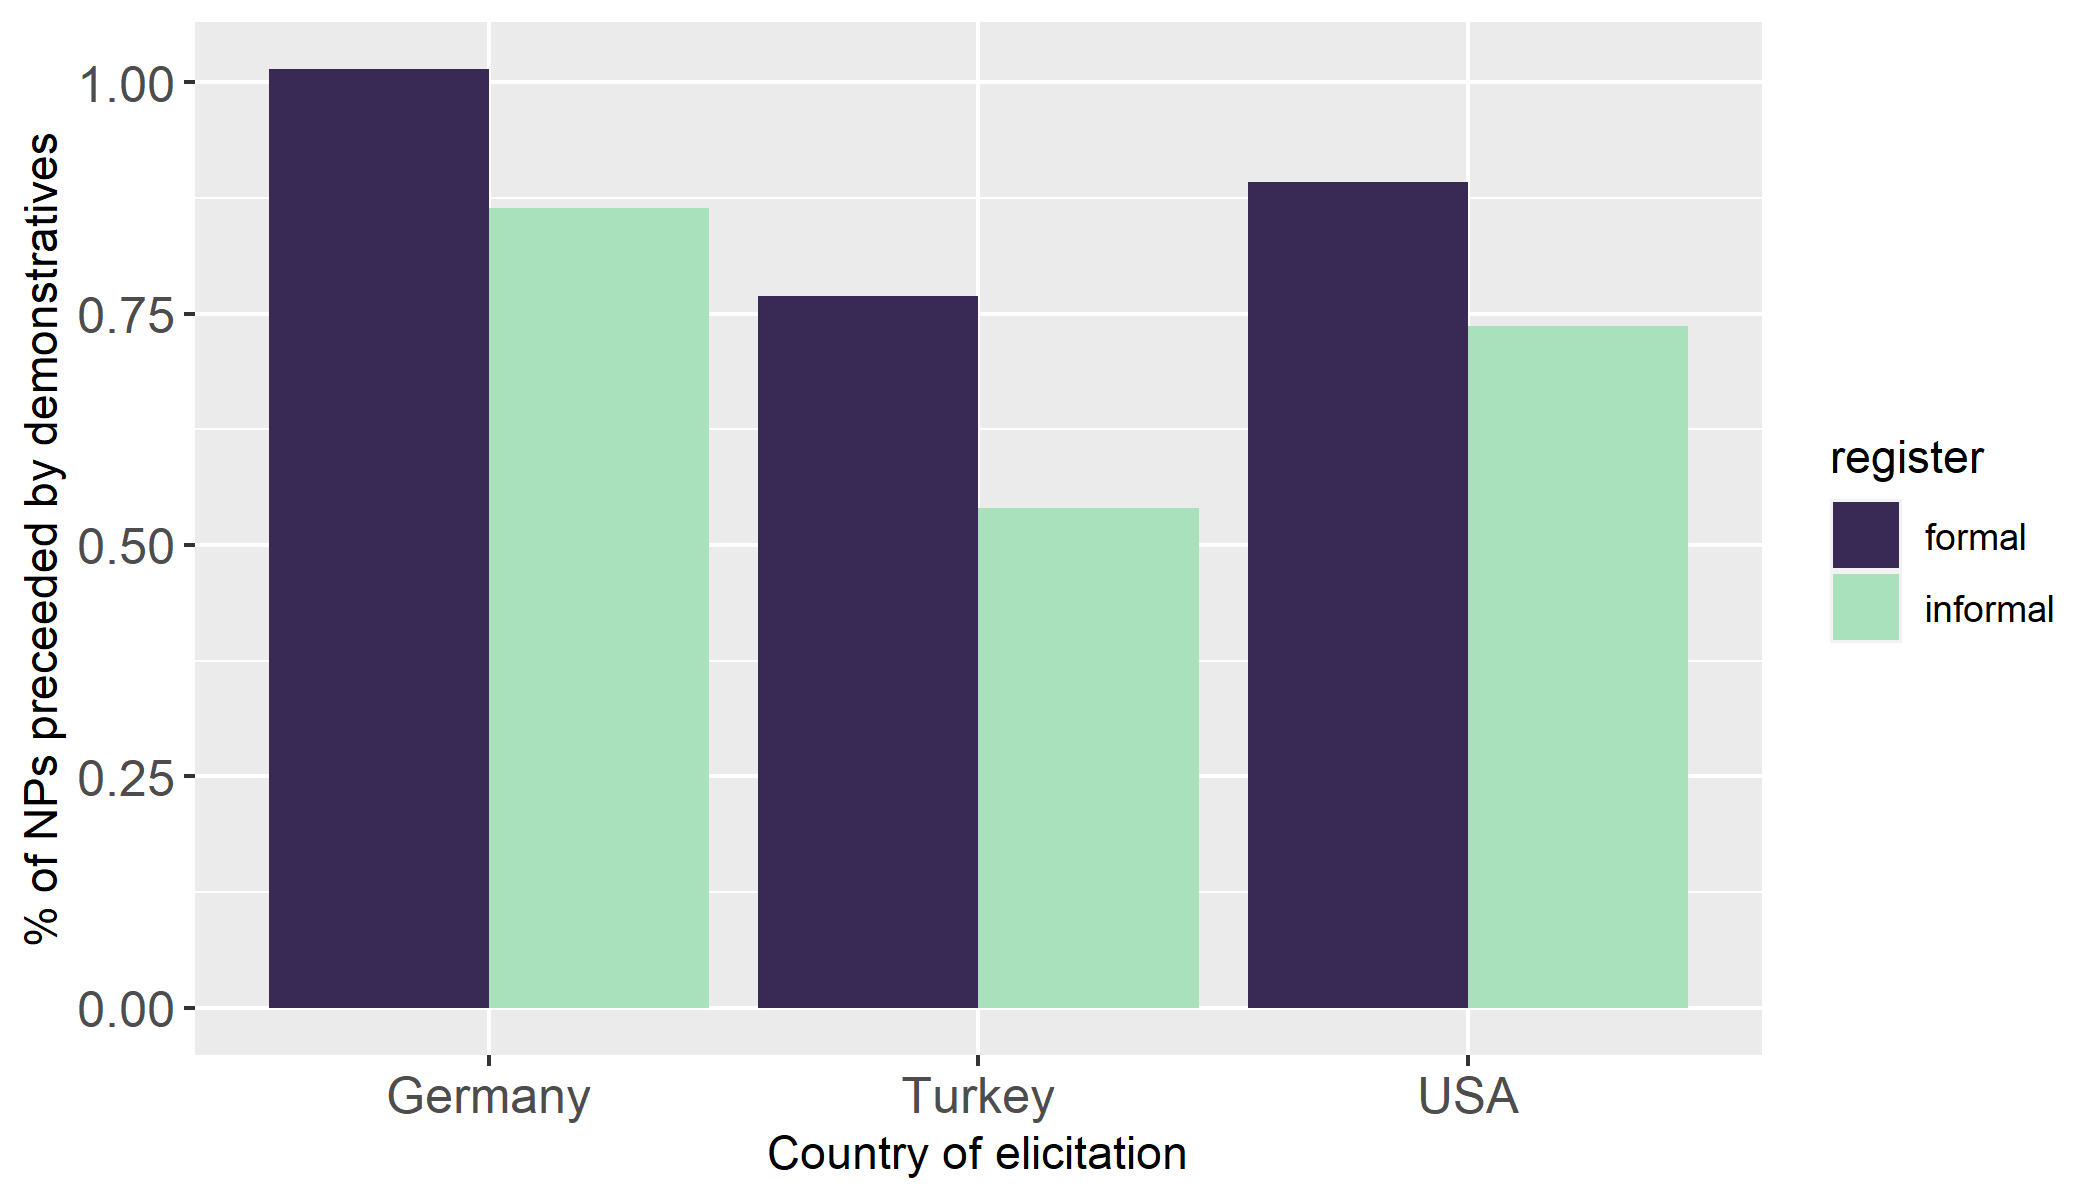 % of NPs preceeded by demonstratives
1.00
0.75
0.50
0.25
0.00
Germany
Turkey
USA
Country of elicitation
register
formal
informal